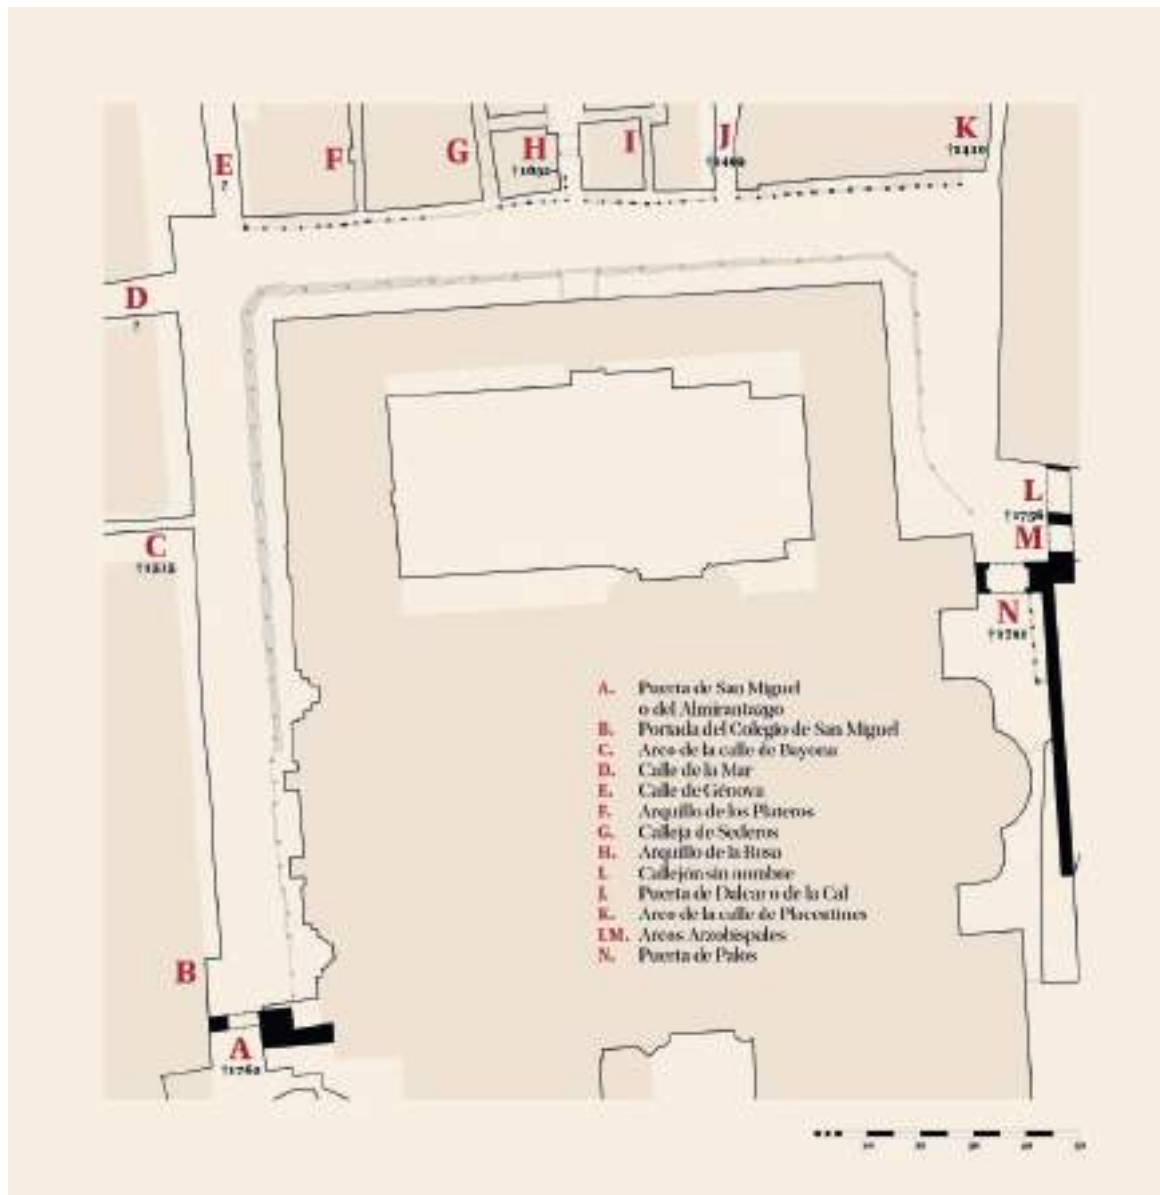 K
J
I
H
G
F
E
?
D
?
L
M
C
N
A. Puerta de San Miguel
o del Almirantazgo
B. Portada del Colegio de San Miguel
C. Arco de la calle de Bayona
D. Calle de la Mar
E. Calle de Génova
F. Arquillo de los Plateros
G. Calleja de Sederos
H. Arquillo de la Rosa
I. Callejón sin nombre
J. Puerta de Dalcar o de la Cal
K. Arco de la calle de Placentines
LM. Arcos Arzobispales
N. Puerta de Palos
B
A